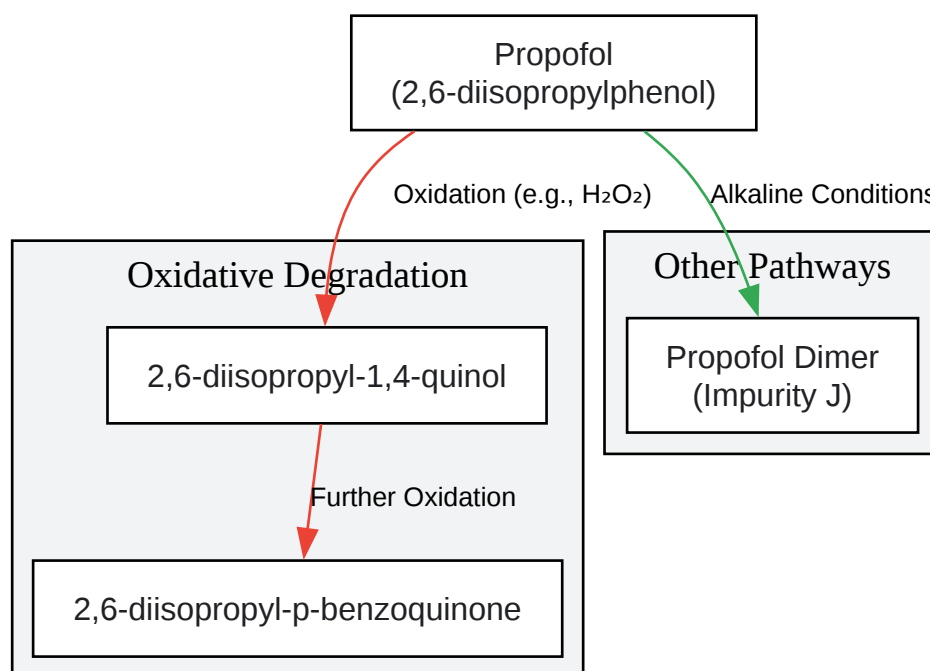 Propofol
(2,6-diisopropylphenol)
Oxidation (e.g., H₂O₂)
Alkaline Conditions
Oxidative Degradation
Other Pathways
2,6-diisopropyl-1,4-quinol
Propofol Dimer
(Impurity J)
Further Oxidation
2,6-diisopropyl-p-benzoquinone